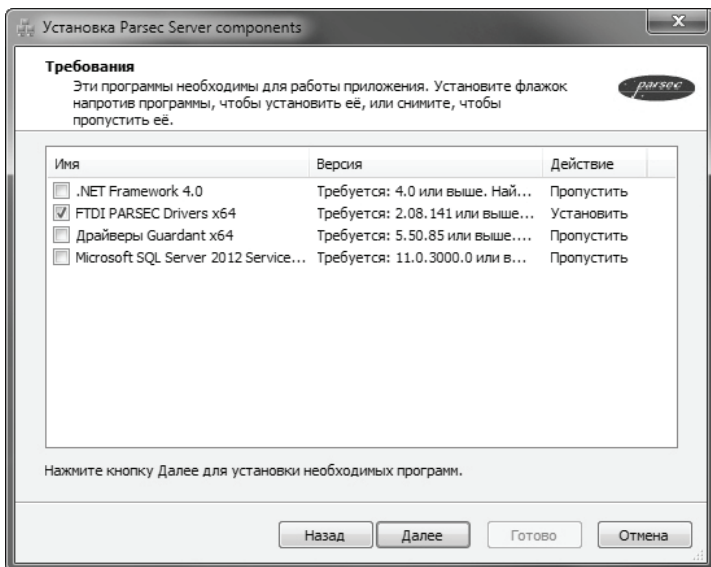 Установка Parsec Server components
Требования
Эти программы необходимы для работы приложения. Установите флажок
напротив программы, чтобы установить её, или снимите, чтобы
пропустить её.
parsec
Имя Версия Действие
.NET Framework 4.0 Требуется: 4.0 или выше. Най... Пропустить
FTDI PARSEC Drivers x64 Требуется: 2.08.141 или выше... Установить
Драйверы Guardant x64 Требуется: 5.50.85 или выше.... Пропустить
Microsoft SQL Server 2012 Service... Требуется: 11.0.3000.0 или в... Пропустить
Нажмите кнопку Далее для установки необходимых программ.
Назад Далее Готово Отмена